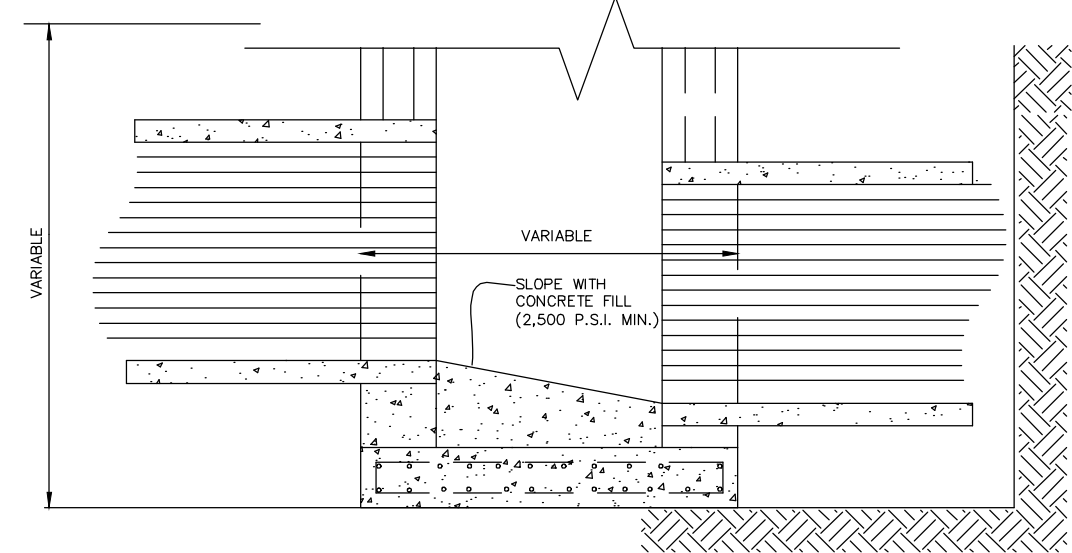 VARIABLE
VARIABLE
SLOPE WITH
CONCRETE FILL
(2,500 P.S.I. MIN.)